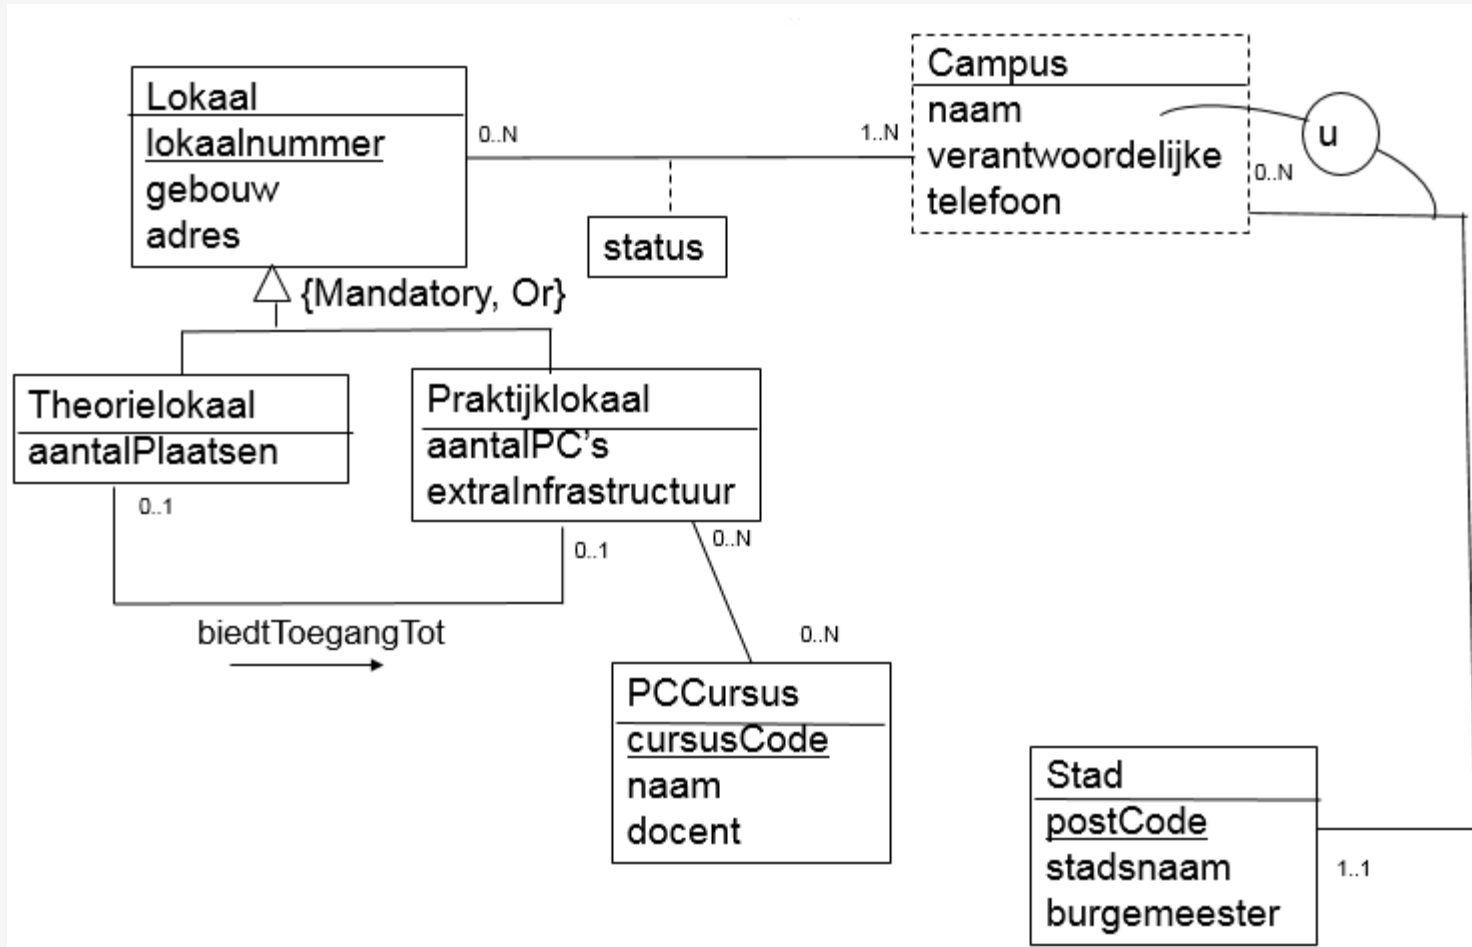 Lokaal
lokaalnummer
gebouw
adres
0..N
1..N
status
Campus
naam
verantwoordelijke
telefoon
u
0..N
{Mandatory, Or}
Theorielokaal
aantalPlaatsen
0..1
Praktijklokaal
aantalPC's
extraInfrastructuur
0..1
0..N
biedtToegangTot
0..N
PCCursus
cursusCode
naam
docent
Stad
postCode
stadsnaam
burgemeester
1..1